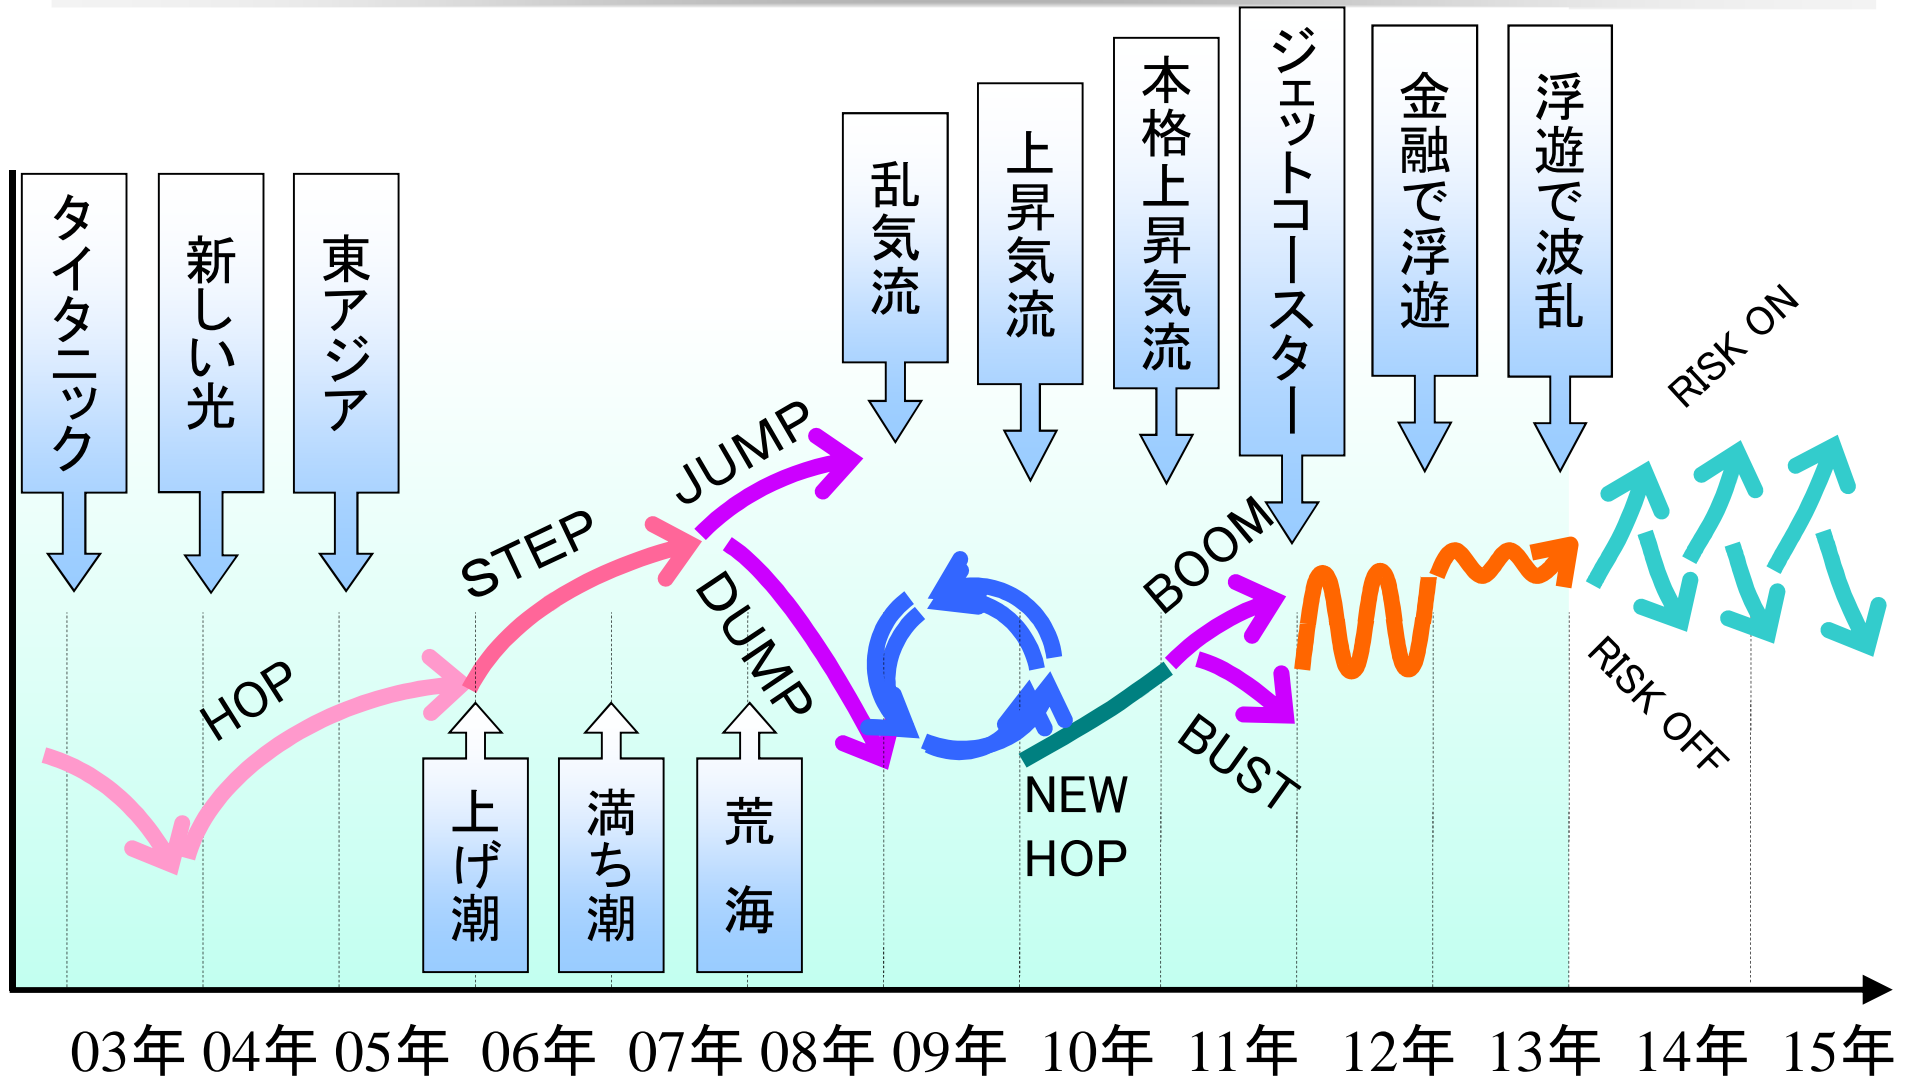 タイタニック
新しい光
東アジア
乱気流
上昇気流
本格上昇気流
ジェットコースター
金融で浮遊
浮遊で波乱
HOP
STEP
JUMP
DUMP
BOOM
BUST
NEW
HOP
RISK ON
RISK OFF
上げ潮
満ち潮
荒 海
03年 04年 05年 06年 07年 08年 09年 10年 11年 12年 13年 14年 15年